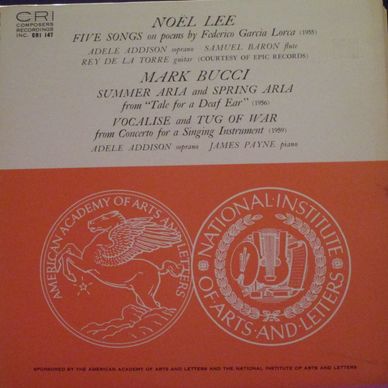 CRI
COMPOSERS
RECORDINGS
INC. CRI 147
NOËL LEE
FIVE SONGS on poems by Federico Garcia Lorca (1955)
ADELE ADDISON soprano SAMUEL BARON flute
REY DE LA TORRE guitar (COURTESY OF EPIC RECORDS)
MARK BUCCI
SUMMER ARIA and SPRING ARIA
from "Tale for a Deaf Ear" (1956)
VOCALISE and TUG OF WAR
from Concerto for a Singing Instrument (1959)
ADELE ADDISON soprano JAMES PAYNE piano
AMERICAN ACADEMY OF ARTS AND LETTERS
NATIONAL·INSTITUTE
OF·ARTS·AND·LETTERS
SPONSORED BY THE AMERICAN ACADEMY OF ARTS AND LETTERS AND THE NATIONAL INSTITUTE OF ARTS AND LETTERS